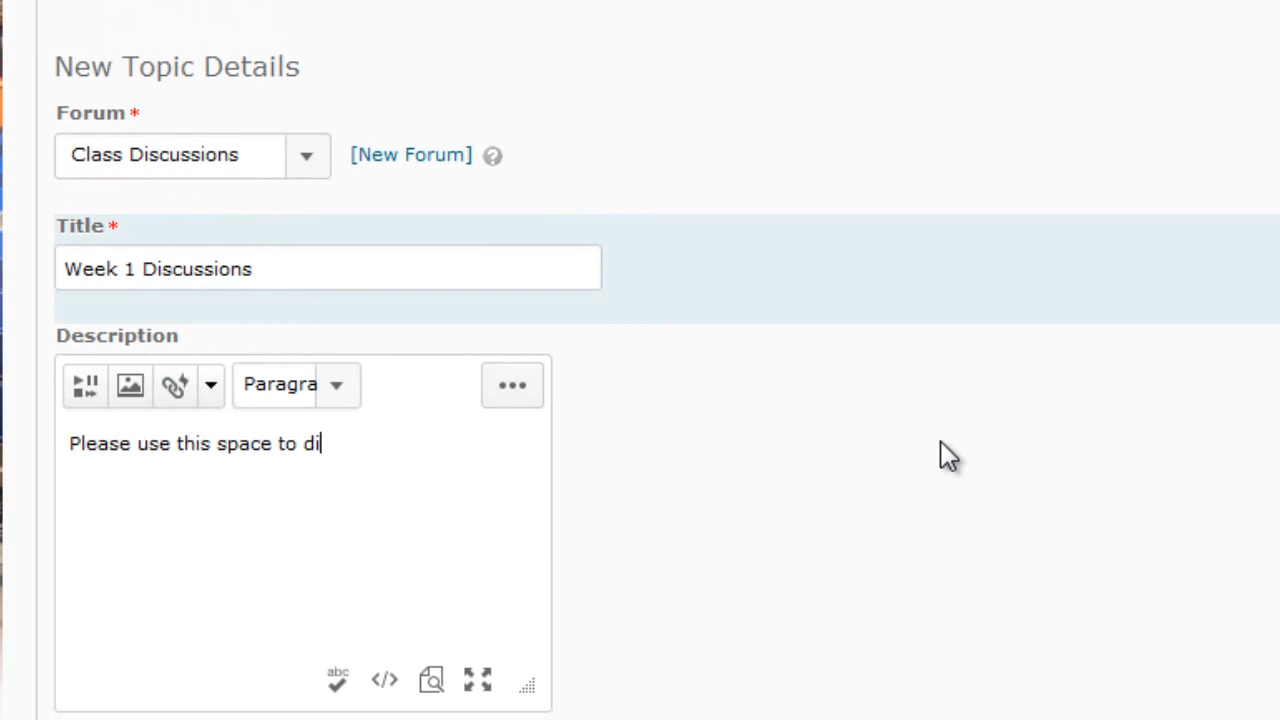 New Topic Details
Forum *
Class Discussions [New Forum] ?
Title *
Week 1 Discussions
Description
Paragra
Please use this space to di
abc </>